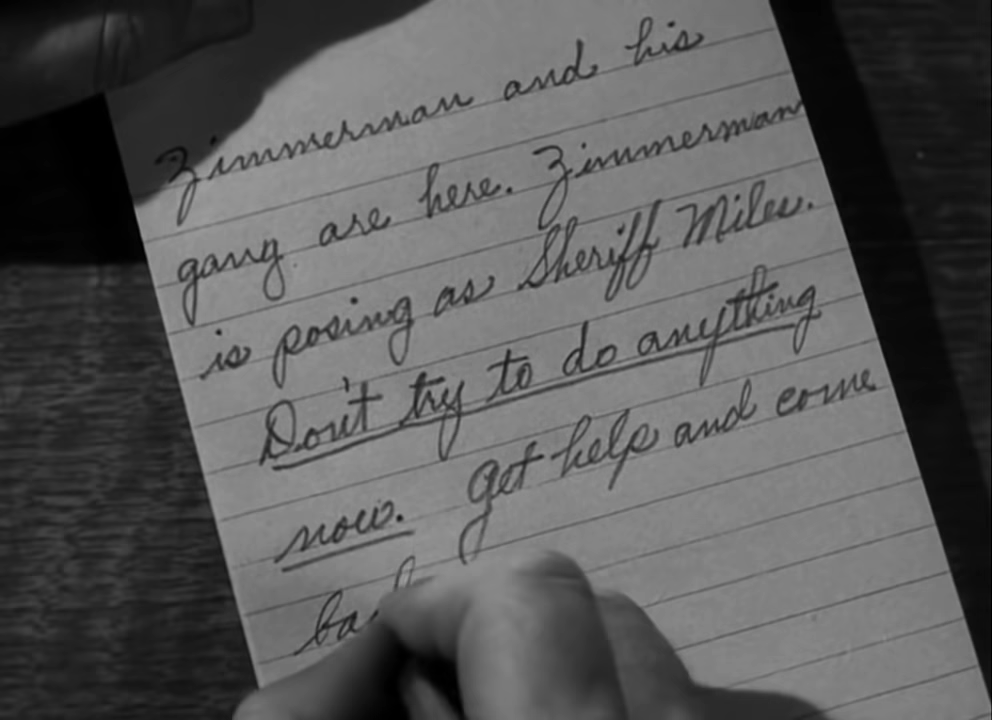 Zimmerman and his
gang are here. Zimmerman
is posing as Sheriff Miles.
Don't try to do anything
now. Get help and come